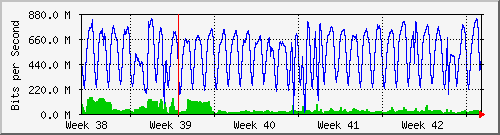 880.0 M
660.0 M
440.0 M
220.0 M
0.0 M
Bits per Second
Week 38 Week 39 Week 40 Week 41 Week 42